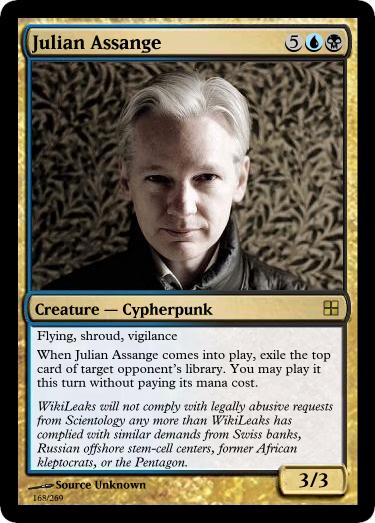 Julian Assange 5
Creature — Cypherpunk
Flying, shroud, vigilance
When Julian Assange comes into play, exile the top
card of target opponent's library. You may play it
this turn without paying its mana cost.
WikiLeaks will not comply with legally abusive requests
from Scientology any more than WikiLeaks has
complied with similar demands from Swiss banks,
Russian offshore stem-cell centers, former African
kleptocrats, or the Pentagon.
3/3
Source Unknown
168/269